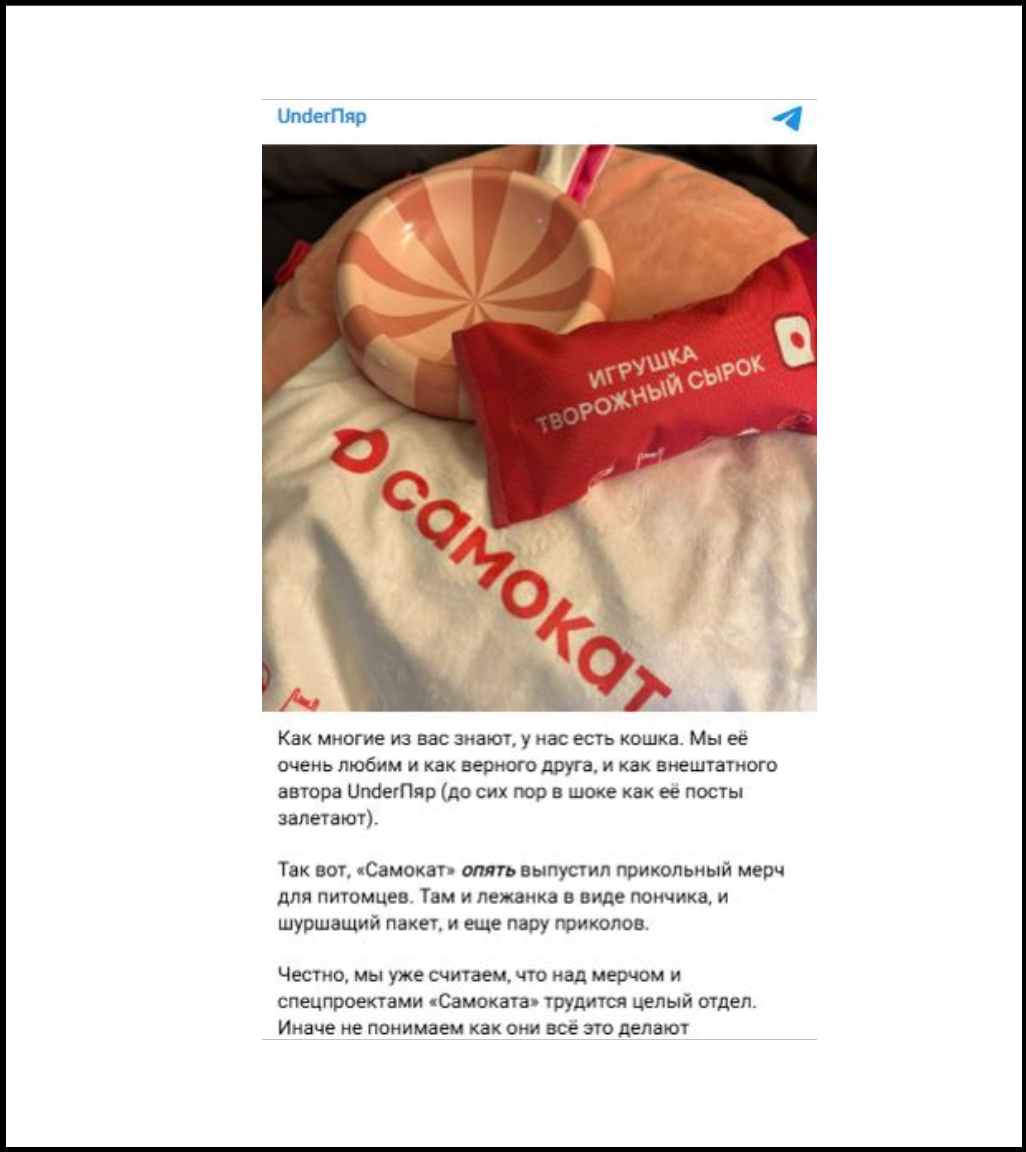 UnderПяр
ИГРУШКА
ТВОРОЖНЫЙ СЫРОК
самокат
Как многие из вас знают, у нас есть кошка. Мы её
очень любим и как верного друга, и как внештатного
автора UnderПяр (до сих пор в шоке как её посты
залетают).
Так вот, «Самокат» опять выпустил прикольный мерч
для питомцев. Там и лежанка в виде пончика, и
шуршащий пакет, и еще пару приколов.
Честно, мы уже считаем, что над мерчом и
спецпроектами «Самоката» трудится целый отдел.
Иначе не понимаем как они всё это делают